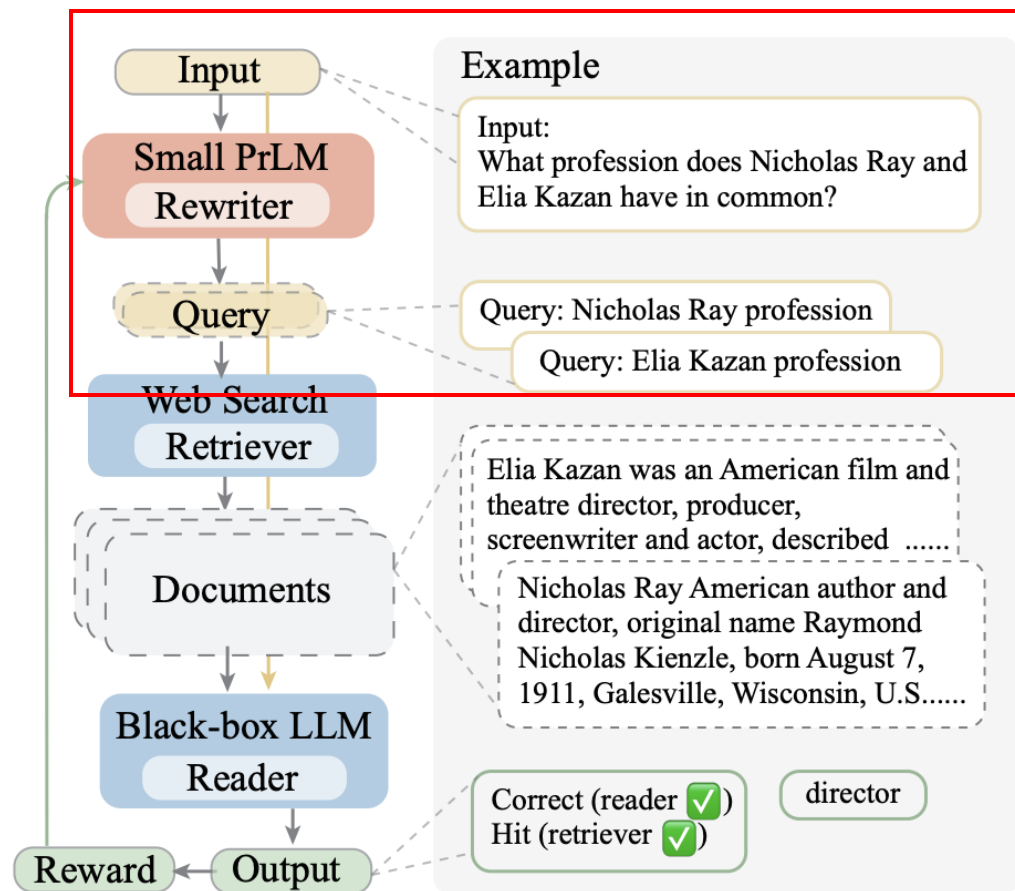 Input
Small PrLM
Rewriter
Query
Web Search
Retriever
Documents
Black-box LLM
Reader
Reward
Output
Example
Input:
What profession does Nicholas Ray and
Elia Kazan have in common?
Query: Nicholas Ray profession
Query: Elia Kazan profession
Elia Kazan was an American film and
theatre director, producer,
screenwriter and actor, described ......
Nicholas Ray American author and
director, original name Raymond
Nicholas Kienzle, born August 7,
1911, Galesville, Wisconsin, U.S......
Correct (reader ✅)
Hit (retriever ✅)
director